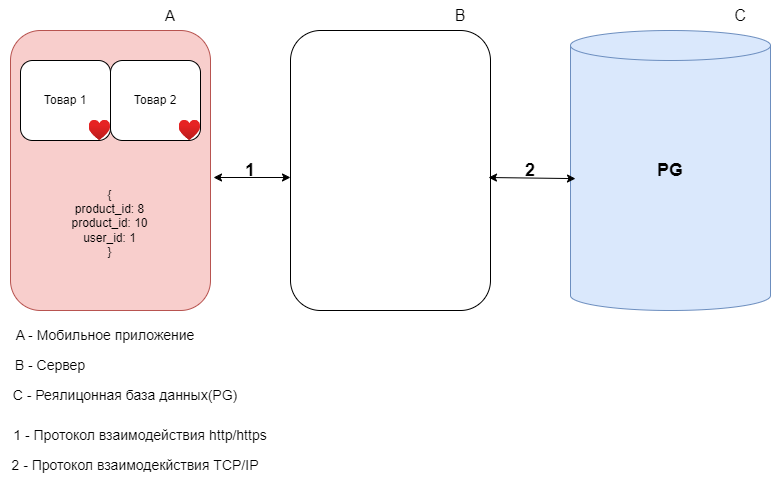 A
B
C
Товар 1
Товар 2
1
2
PG
{
product_id: 8
product_id: 10
user_id: 1
}
A - Мобильное приложение
B - Сервер
C - Реялицонная база данных(PG)
1 - Протокол взаимодействия http/https
2 - Протокол взаимодекйствия TCP/IP